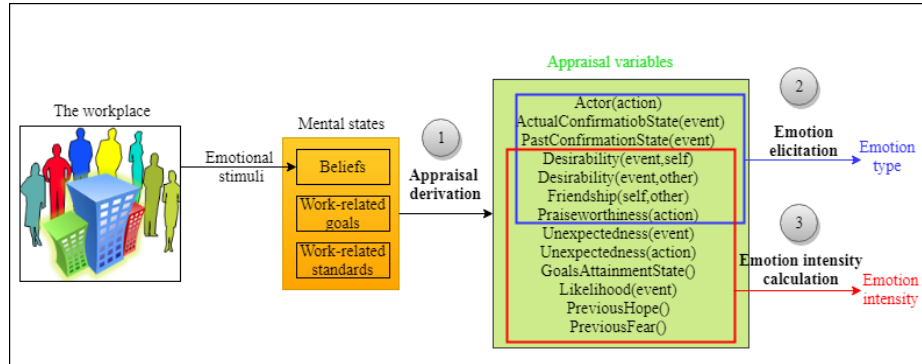 The workplace
Emotional
stimuli
Mental states
Beliefs
Work-related
goals
Work-related
standards
1
Appraisal
derivation
Appraisal variables
Actor(action)
ActualConfirmatiobState(event)
PastConfirmationState(event)
Desirability(event,self)
Desirability(event,other)
Friendship(self,other)
Praiseworthiness(action)
Unexpectedness(event)
Unexpectedness(action)
GoalsAttainmentState()
Likelihood(event)
PreviousHope()
PreviousFear()
2
Emotion
elicitation
Emotion
type
3
Emotion intensity
calculation
Emotion
intensity